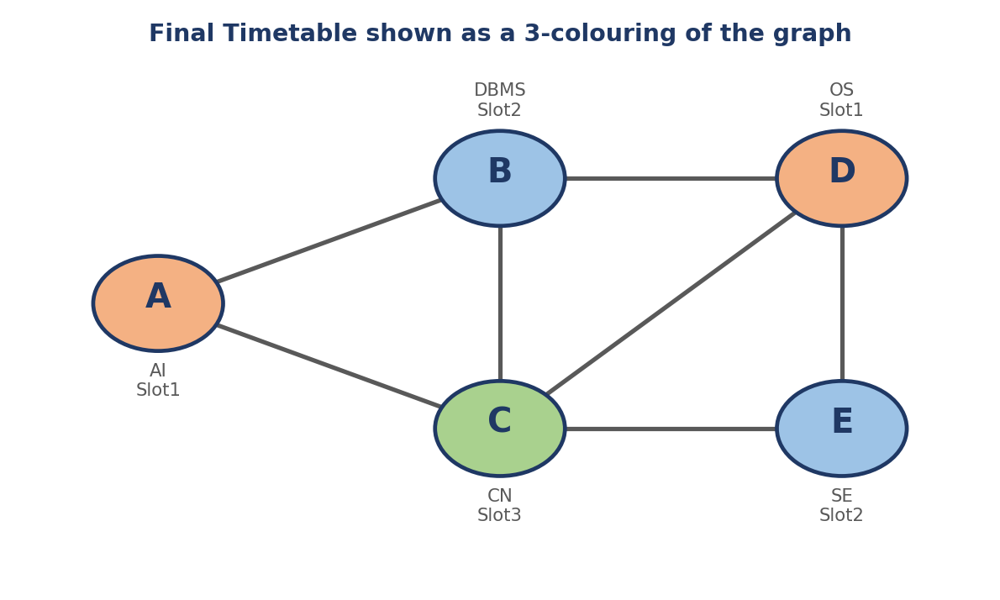 Final Timetable shown as a 3-colouring of the graph
DBMS
Slot2
OS
Slot1
B
D
A
AI
Slot1
C
E
CN
Slot3
SE
Slot2